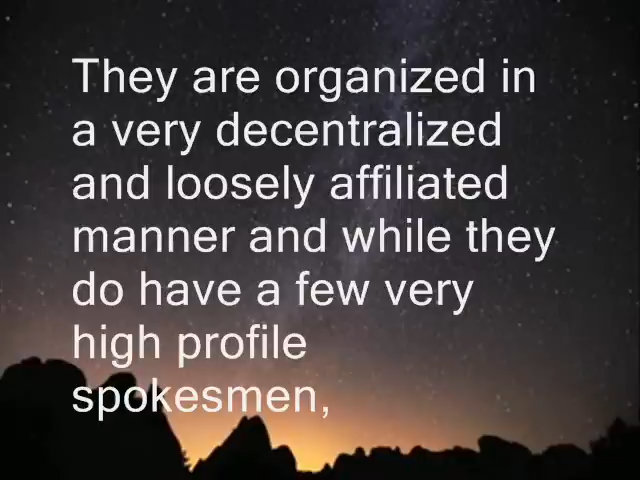 They are organized in
a very decentralized
and loosely affiliated
manner and while they
do have a few very
high profile
spokesmen,